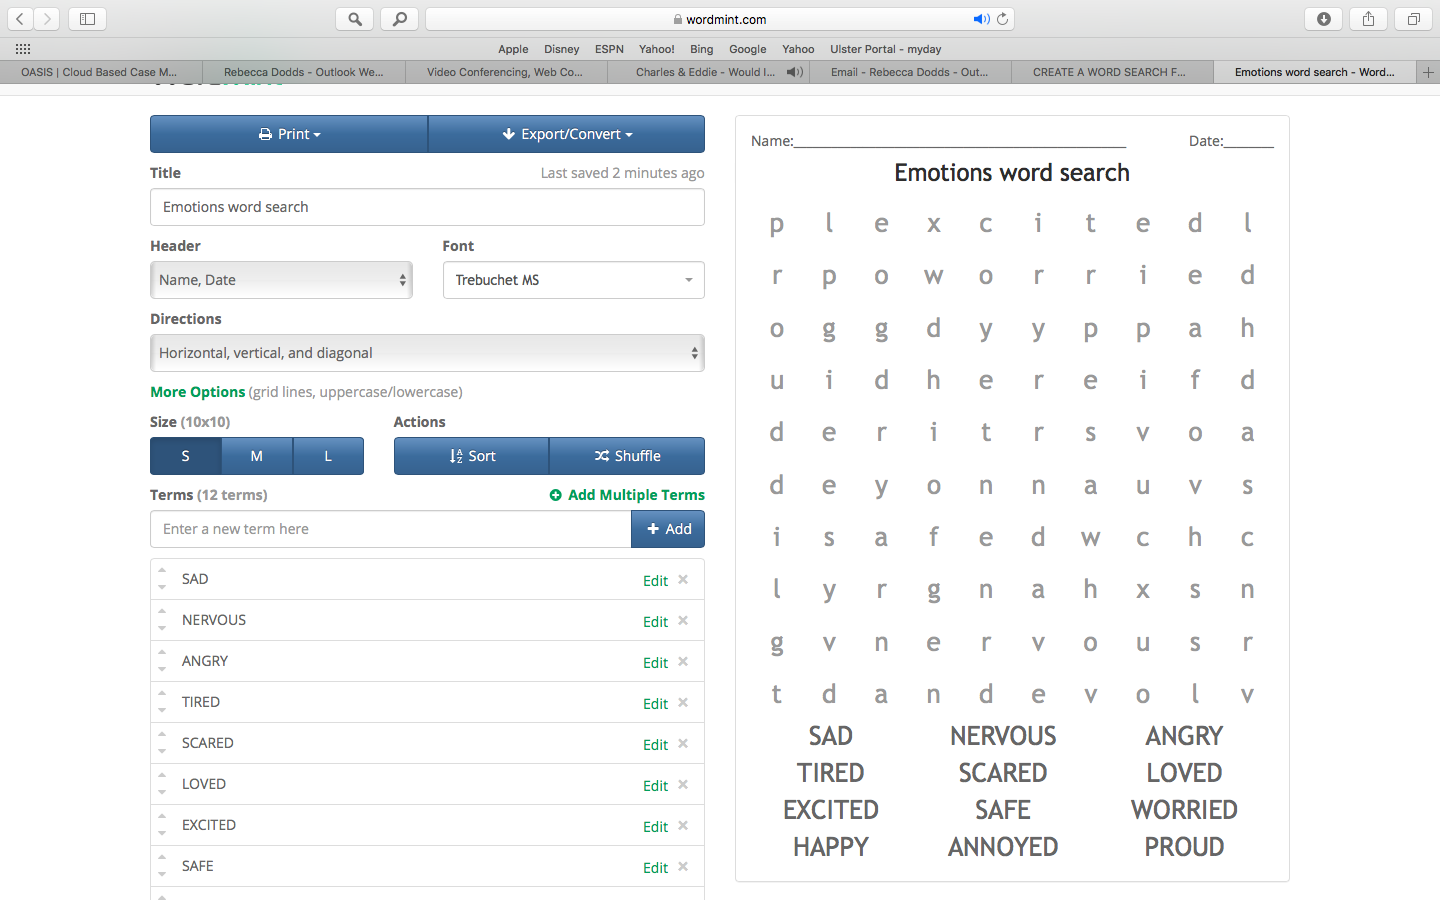 wordmint.com
Apple Disney ESPN Yahoo! Bing Google Yahoo Ulster Portal - myday
OASIS | Cloud Based Case M... Rebecca Dodds - Outlook We... Video Conferencing, Web Co... Charles & Eddie - Would I... Email - Rebecca Dodds - Out... CREATE A WORD SEARCH F... Emotions word search - Word...
Print
Export/Convert
Title Last saved 2 minutes ago
Emotions word search
Header Font
Name, Date Trebuchet MS
Directions
Horizontal, vertical, and diagonal
More Options (grid lines, uppercase/lowercase)
Size (10x10) Actions
S M L Sort Shuffle
Terms (12 terms) Add Multiple Terms
Enter a new term here Add
SAD Edit
NERVOUS Edit
ANGRY Edit
TIRED Edit
SCARED Edit
LOVED Edit
EXCITED Edit
SAFE Edit
Name:________ Date:________
Emotions word search
p l e x c i t e d l
r p o w o r r i e d
o g g d y y p p a h
u i d h e r e i f d
d e r i t r s v o a
d e y o n n a u v s
i s a f e d w c h c
l y r g n a h x s n
g v n e r v o u s r
t d a n d e v o l v
SAD NERVOUS ANGRY
TIRED SCARED LOVED
EXCITED SAFE WORRIED
HAPPY ANNOYED PROUD